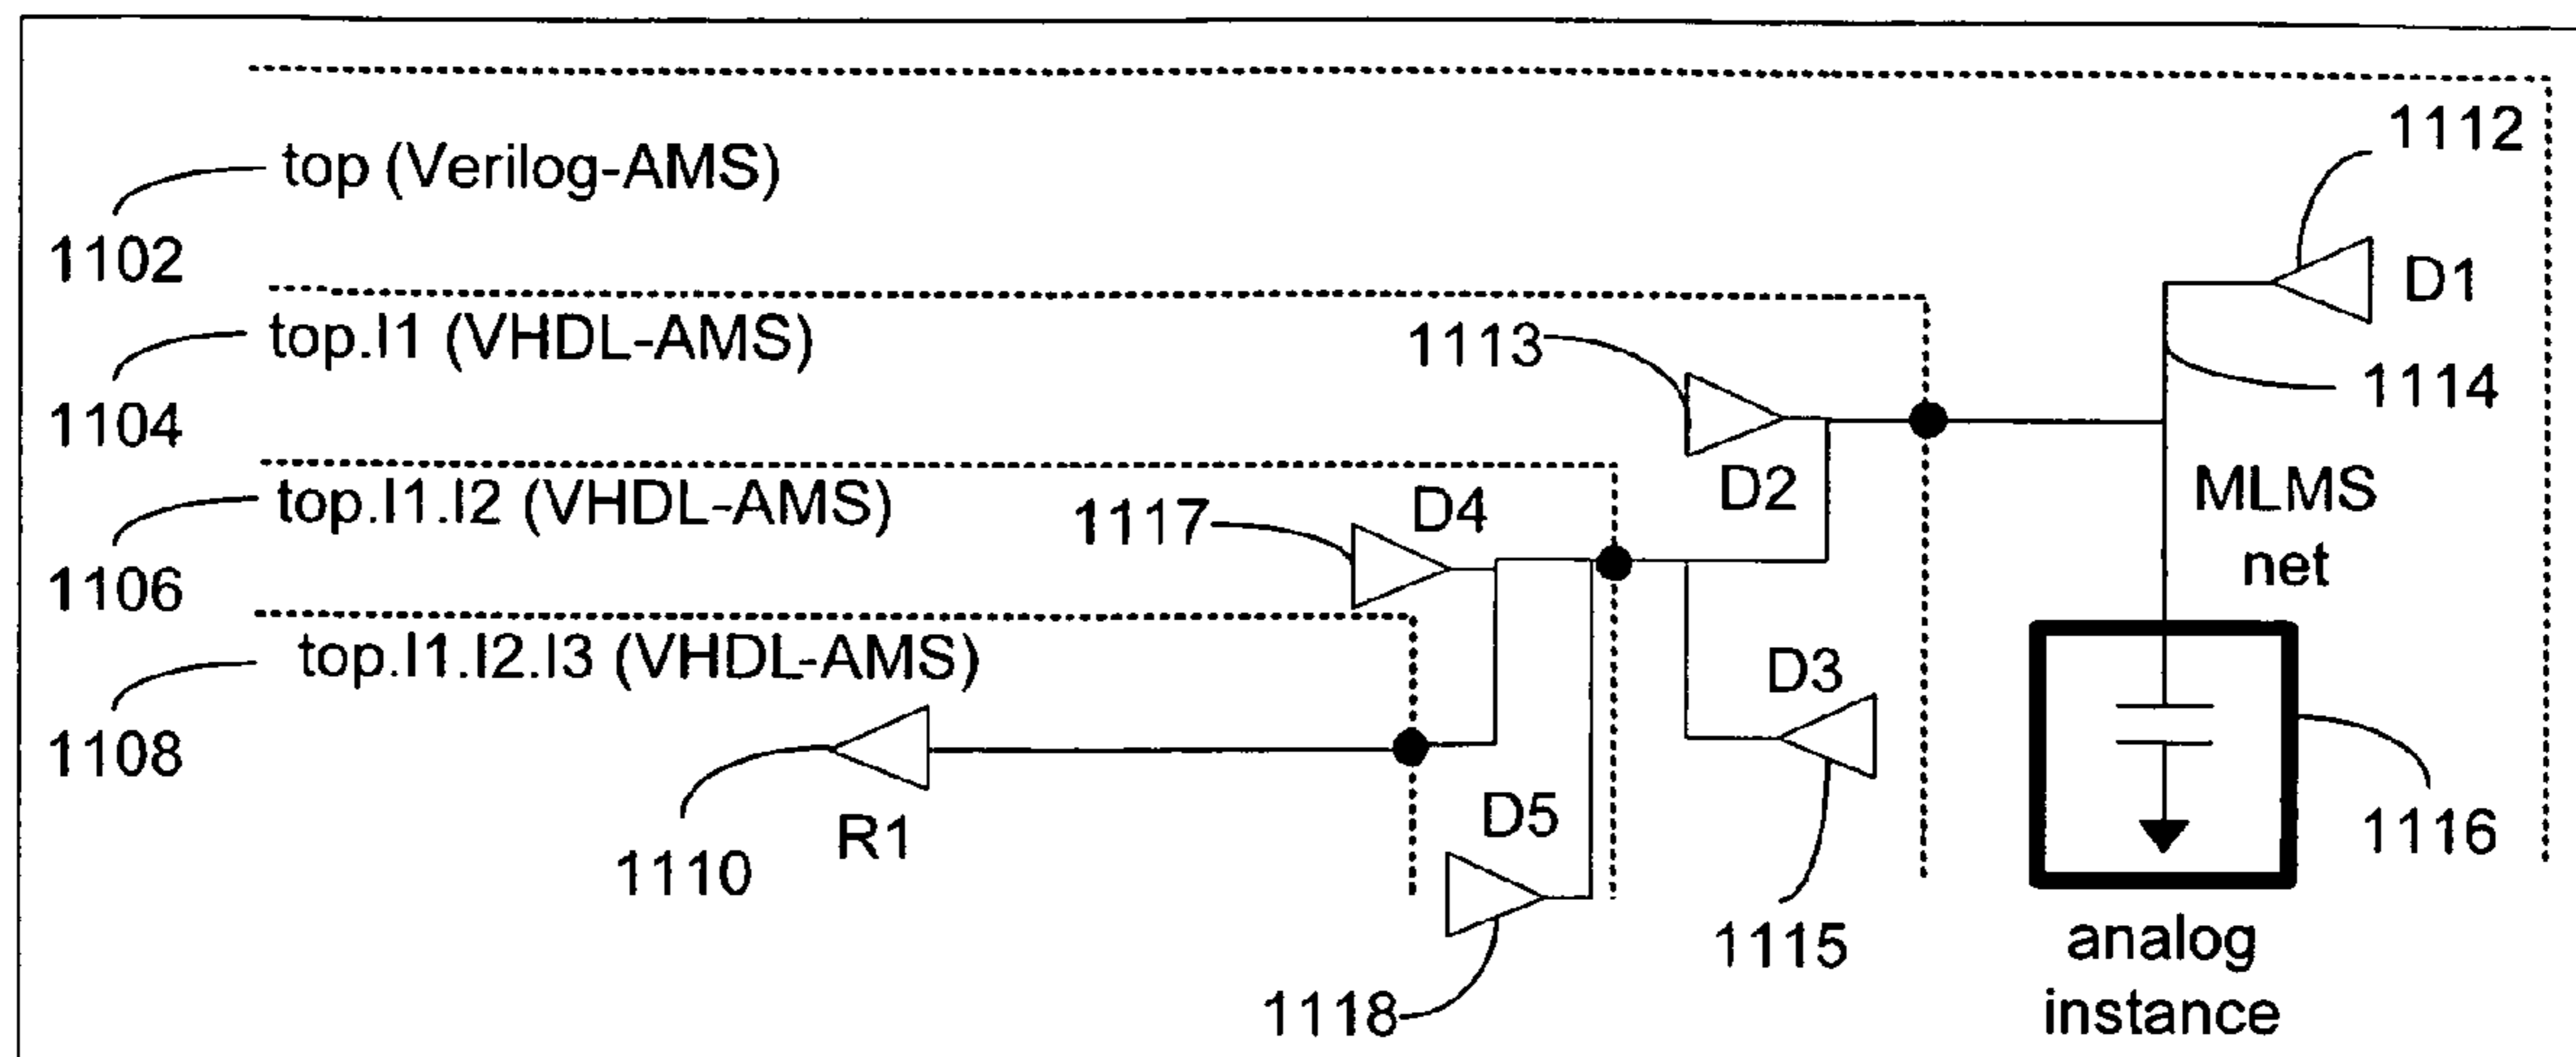 1112
top (Verilog-AMS)
1102
D1
top.I1 (VHDL-AMS)
1113
1114
1104
D2
MLMS
net
top.I1.I2 (VHDL-AMS)
1117
D4
1106
top.I1.I2.I3 (VHDL-AMS)
D3
1108
D5
R1
1110
1116
1115
analog
instance
1118